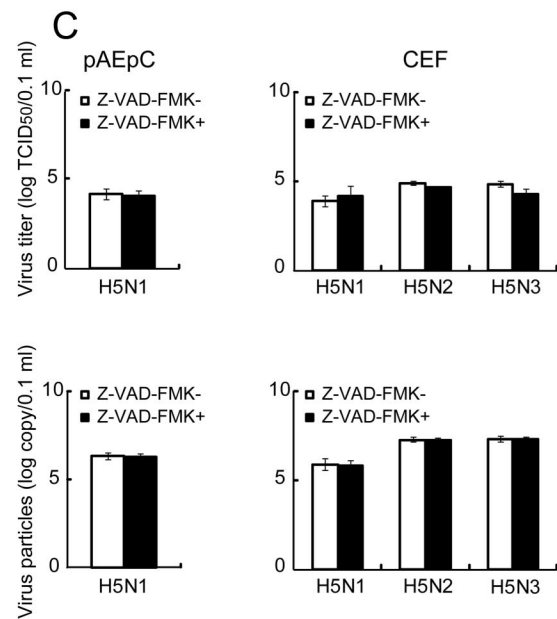 C
pAEpC
CEF
Virus titer (log TCID50/0.1 ml)
10
5
0
Z-VAD-FMK-
Z-VAD-FMK+
H5N1
10
5
0
Z-VAD-FMK-
Z-VAD-FMK+
H5N1 H5N2 H5N3
Virus particles (log copy/0.1 ml)
10
5
0
Z-VAD-FMK-
Z-VAD-FMK+
H5N1
10
5
0
Z-VAD-FMK-
Z-VAD-FMK+
H5N1 H5N2 H5N3